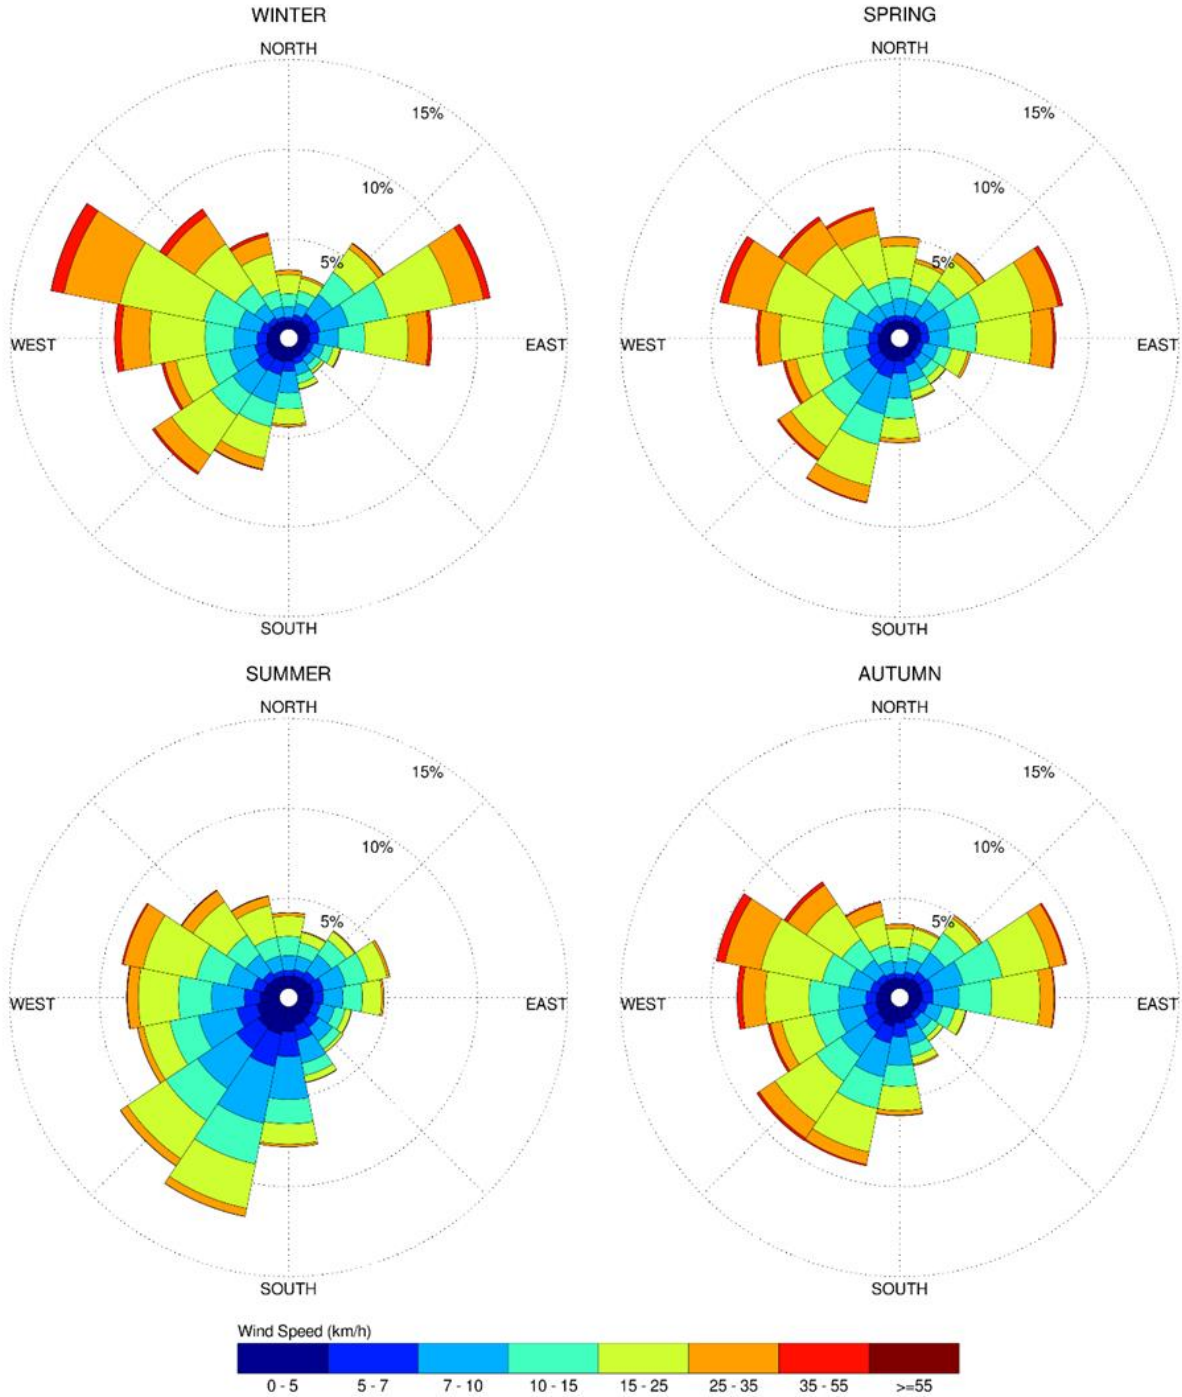 WINTER
NORTH
15%
10%
5%
WEST
EAST
SOUTH
SPRING
NORTH
15%
10%
5%
WEST
EAST
SOUTH
SUMMER
NORTH
15%
10%
5%
WEST
EAST
SOUTH
AUTUMN
NORTH
15%
10%
5%
WEST
EAST
SOUTH
Wind Speed (km/h)
0 - 5 5 - 7 7 - 10 10 - 15 15 - 25 25 - 35 35 - 55 >=55